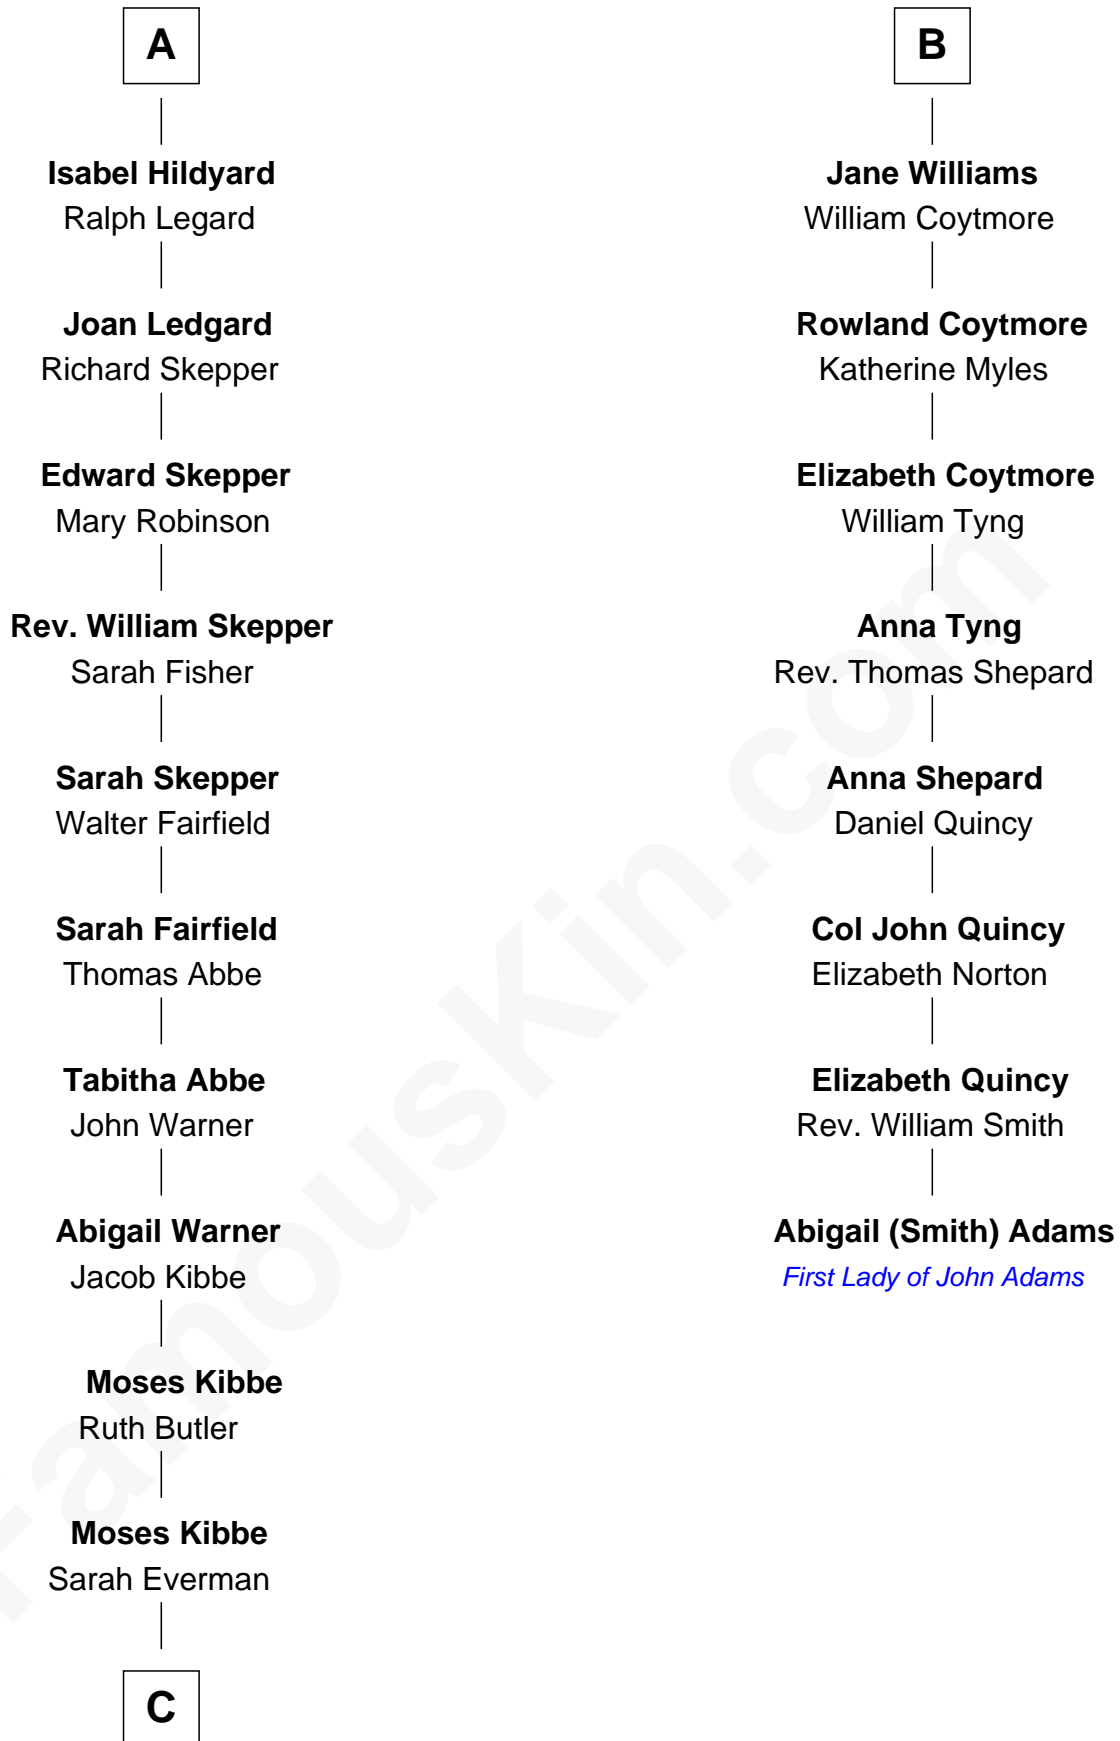 A
Isabel Hildyard
Ralph Legard
Joan Ledgard
Richard Skepper
Edward Skepper
Mary Robinson
Rev. William Skepper
Sarah Fisher
Sarah Skepper
Walter Fairfield
Sarah Fairfield
Thomas Abbe
Tabitha Abbe
John Warner
Abigail Warner
Jacob Kibbe
Moses Kibbe
Ruth Butler
Moses Kibbe
Sarah Everman
C
B
Jane Williams
William Coytmore
Rowland Coytmore
Katherine Myles
Elizabeth Coytmore
William Tyng
Anna Tyng
Rev. Thomas Shepard
Anna Shepard
Daniel Quincy
Col John Quincy
Elizabeth Norton
Elizabeth Quincy
Rev. William Smith
Abigail (Smith) Adams
First Lady of John Adams
FamousKin.com